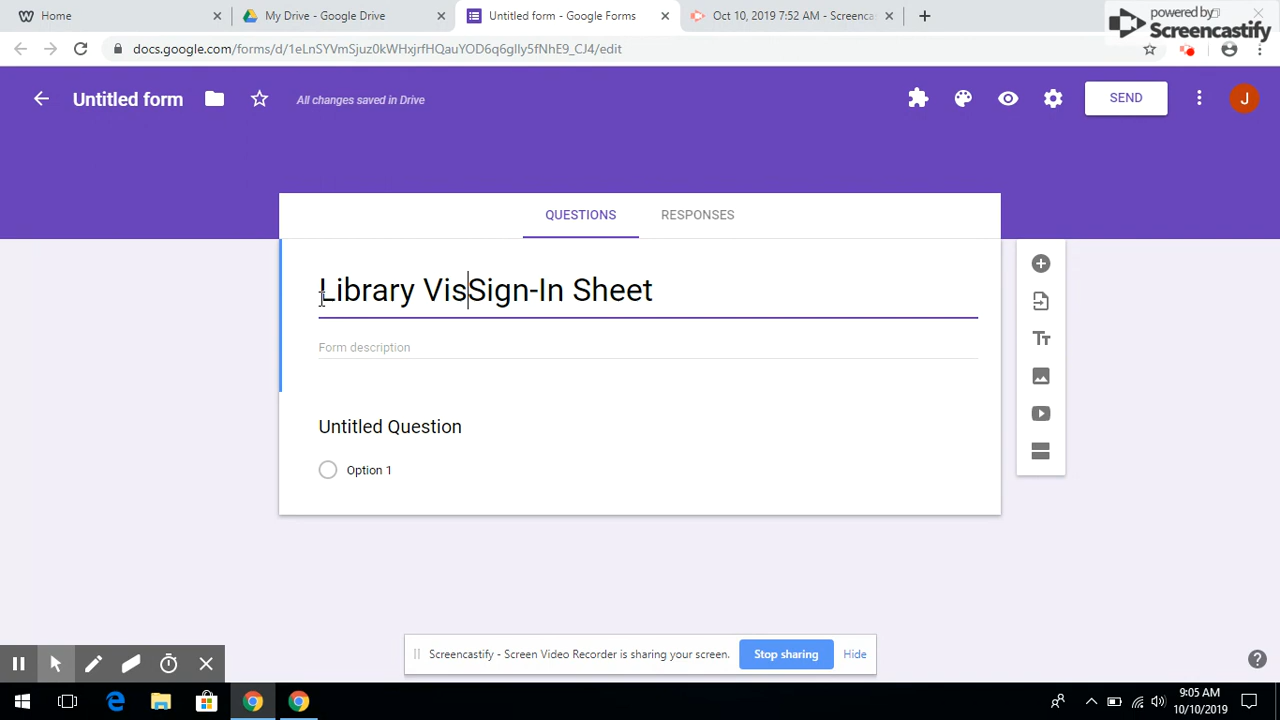 Home
My Drive - Google Drive
Untitled form - Google Forms
Oct 10, 2019 7:52 AM - Screenca
powered by
Screencastify
docs.google.com/forms/d/1eLnSYVmSjuz0kWHxjrfHQauYOD6q6glly5fNhE9_CJ4/edit
Untitled form
All changes saved in Drive
SEND
J
QUESTIONS
RESPONSES
Library VisSign-In Sheet
Form description
Untitled Question
Option 1
Screencastify - Screen Video Recorder is sharing your screen.
Stop sharing
Hide
9:05 AM
10/10/2019